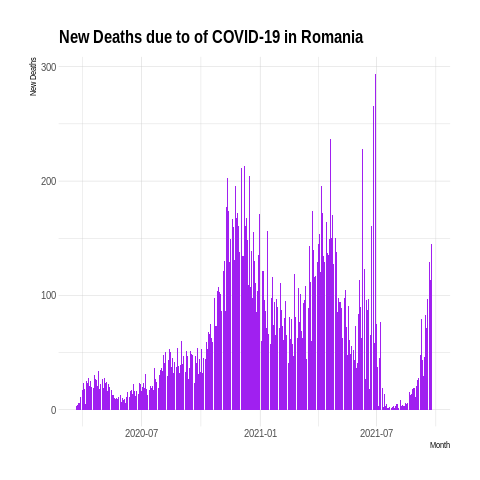 New Deaths due to of COVID-19 in Romania
New Deaths
300
200
100
0
2020-07
2021-01
2021-07
Month